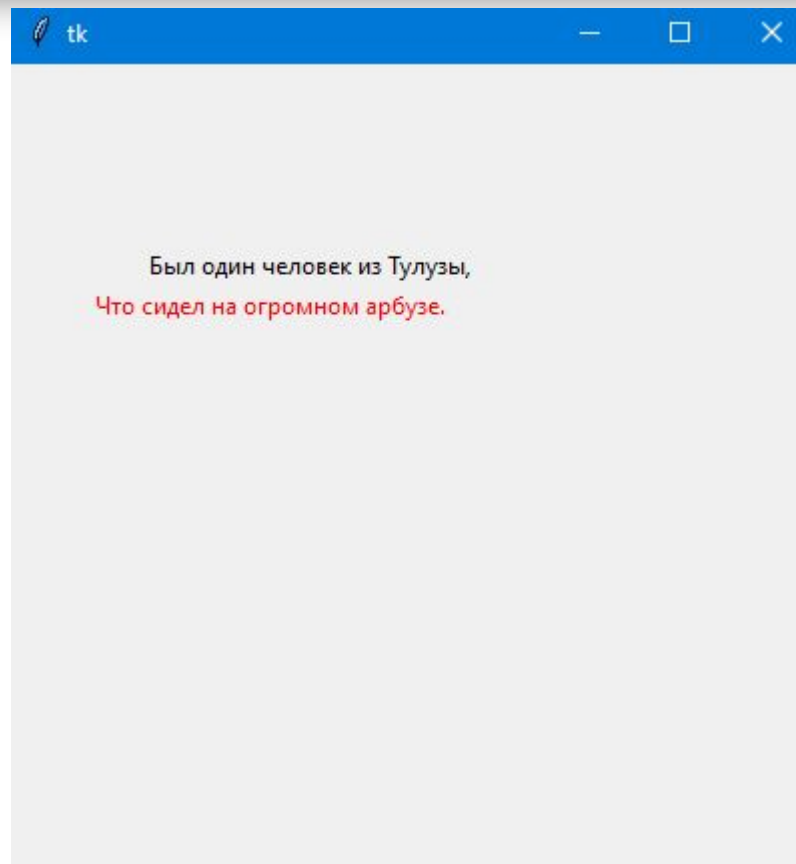 tk
Был один человек из Тулузы,
Что сидел на огромном арбузе.